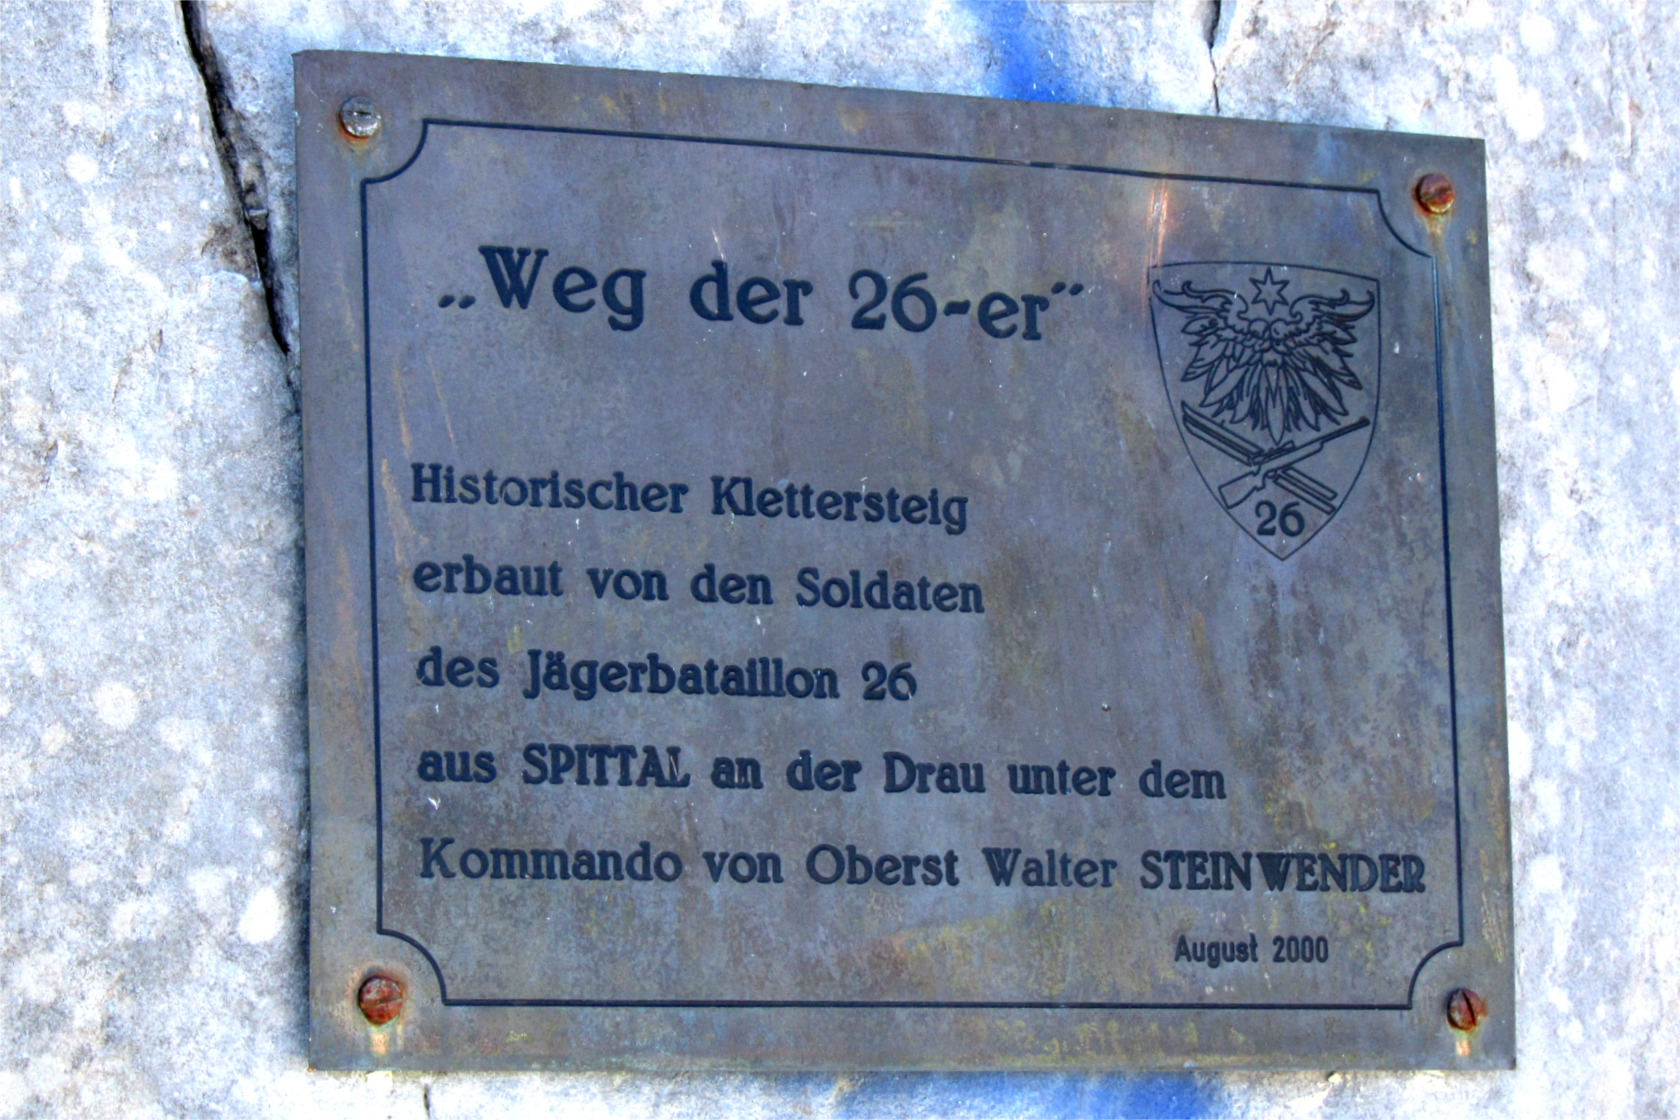 „Weg der 26-er"
26
Historischer Klettersteig
erbaut von den Soldaten
des Jägerbataillon 26
aus SPITTAL an der Drau unter dem
Kommando von Oberst Walter STEINWENDER
August 2000